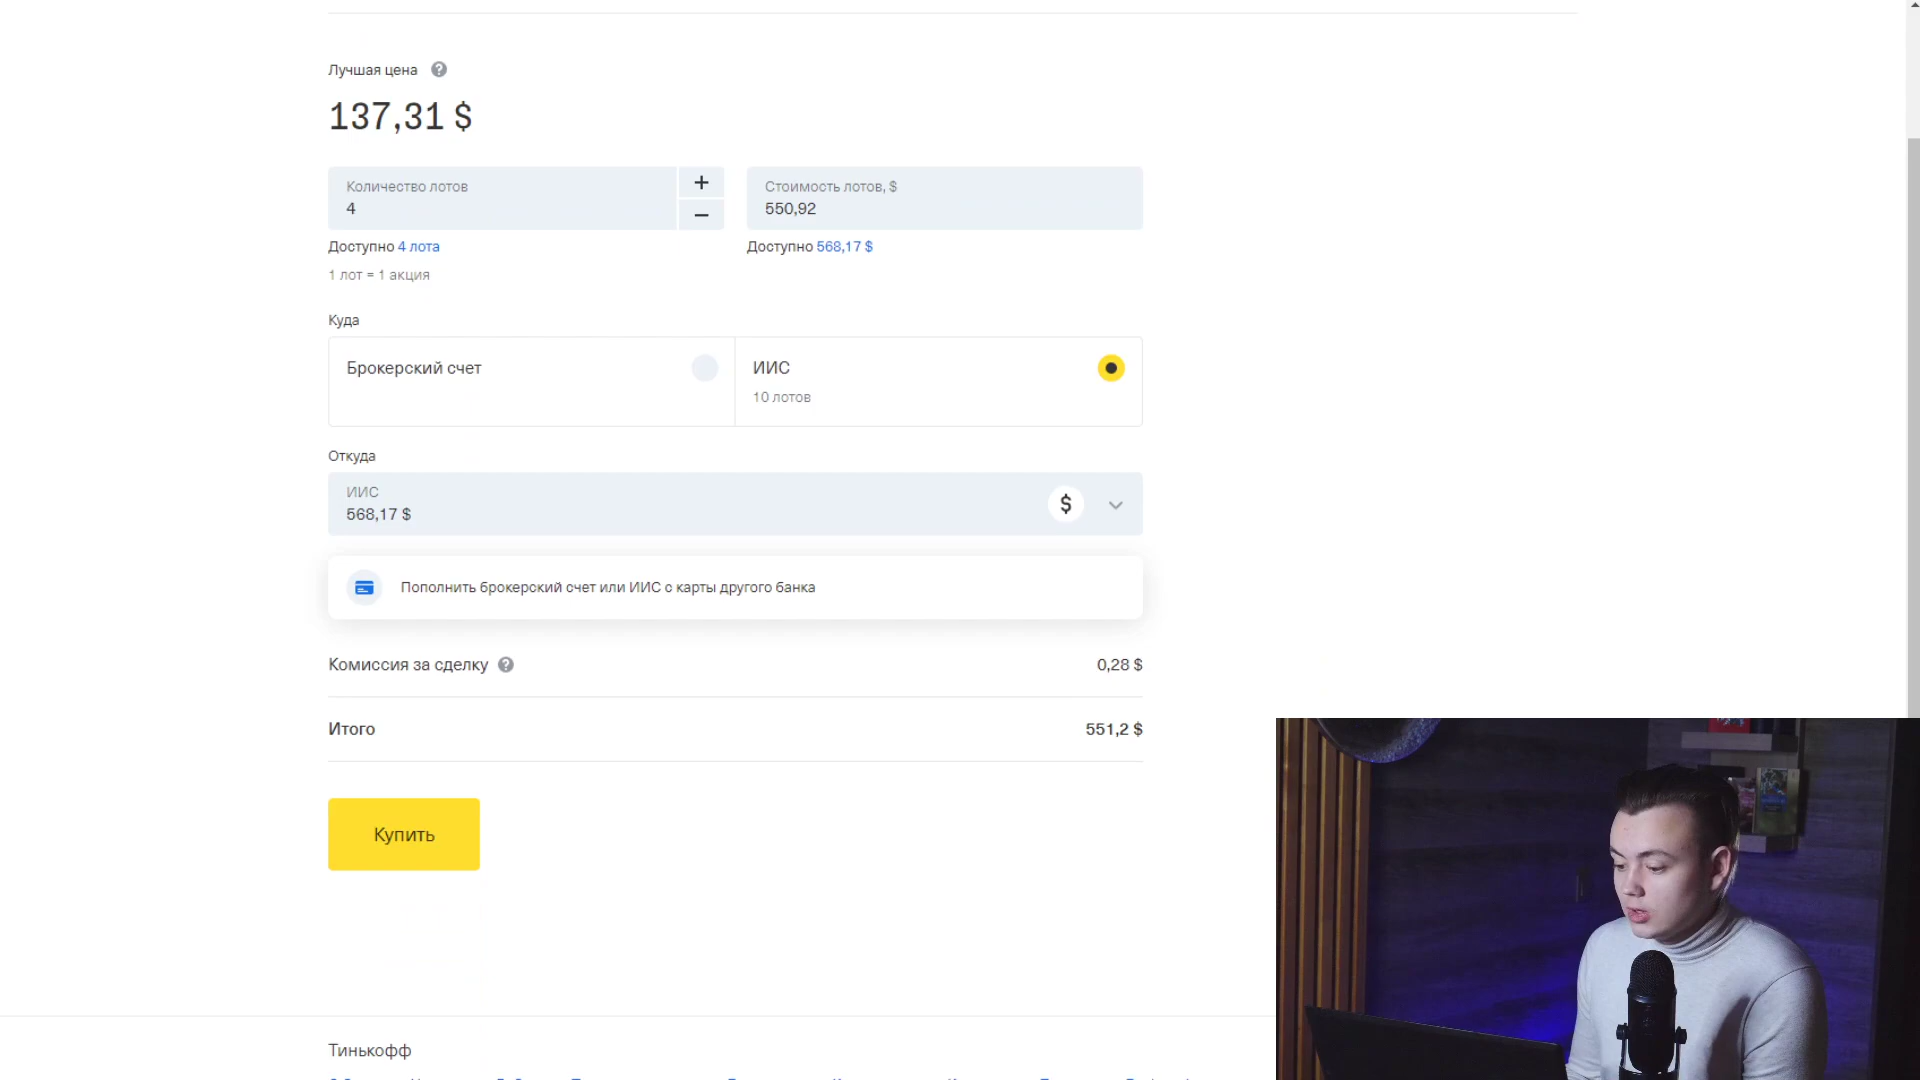 Лучшая цена
137,31 $
Количество лотов
4
+
−
Стоимость лотов, $
550,92
Доступно 4 лота
Доступно 568,17 $
1 лот = 1 акция
Куда
Брокерский счет
ИИС
10 лотов
Откуда
ИИС
568,17 $
$
Пополнить брокерский счет или ИИС с карты другого банка
Комиссия за сделку
0,28 $
Итого
551,2 $
Купить
Тинькофф